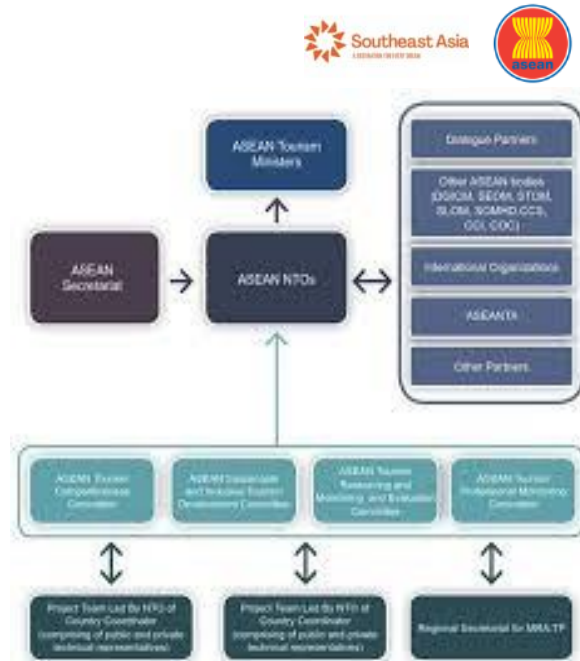 Southeast Asia
asean
ASEAN Tourism
Ministers
Dialogue Partners
Other ASEAN bodies
CCI, COC)
International Organizations
ASEANTA
Other Partners
ASEAN
Secretariat
ASEAN NTOs
ASEAN Tourism
Competitiveness
Committee
ASEAN Sustainable
and Inclusive Tourism
Development Committee
ASEAN Tourism
Resourcing and
Monitoring and Evaluation
Committee
ASEAN Tourism
Professional Monitoring
Committee
Project Team Led By NTO of
Country Coordinator
(comprising of public and private
technical representatives)
Project Team Led By NTO of
Country Coordinator
(comprising of public and private
technical representatives)
Regional Secretariat for MRA-TP